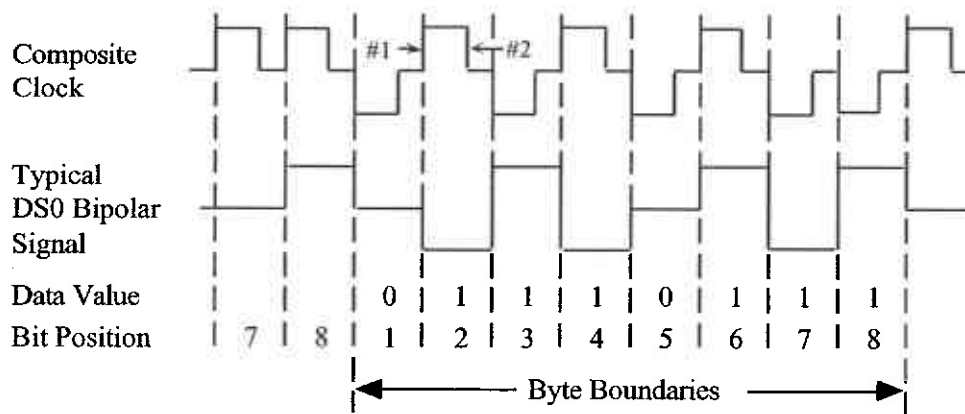 Composite
Clock
#1
#2
Typical
DS0 Bipolar
Signal
Data Value 0 1 1 1 0 1 1 1
Bit Position 7 8 1 2 3 4 5 6 7 8
Byte Boundaries